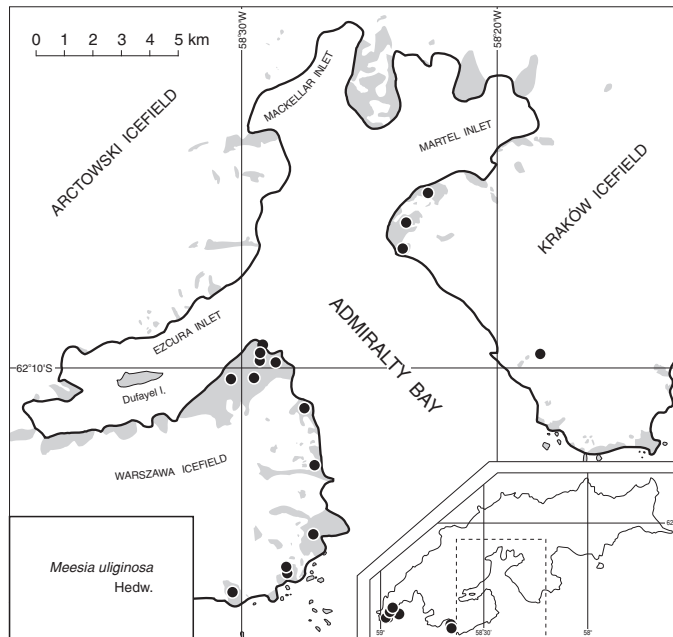 58°30'W
58°20'W
0 1 2 3 4 5 km
MACKELLAR INLET
MARTEL INLET
ARCTOWSKI ICEFIELD
KRAKÓW ICEFIELD
EZCURA INLET
ADMIRALTY BAY
62°10'S
Dufayel I.
WARSZAWA ICEFIELD
Meesia uliginosa
Hedw.
62
59
58°30'
58°